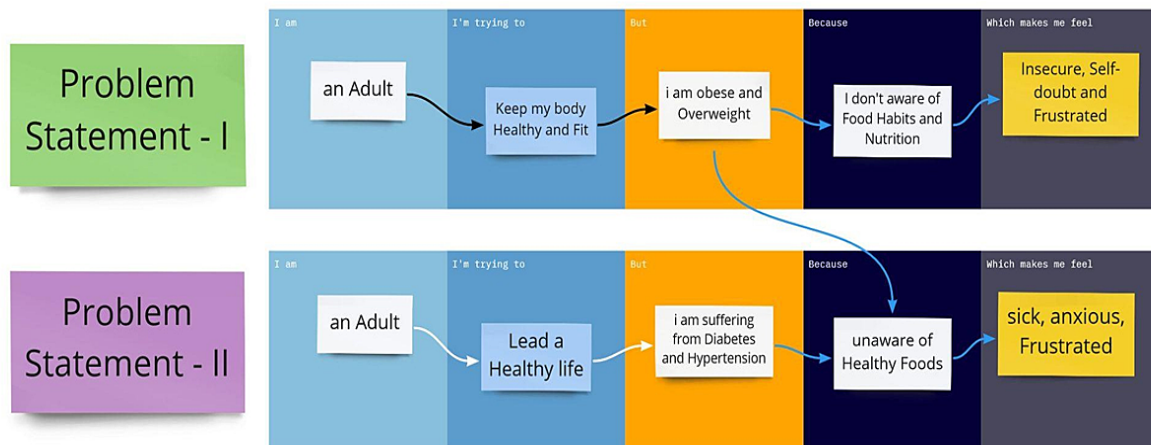 Problem
Statement - I
I am
an Adult
I'm trying to
Keep my body
Healthy and Fit
But
i am obese and
Overweight
Because
I don't aware of
Food Habits and
Nutrition
Which makes me feel
Insecure, Self-
doubt and
Frustrated
Problem
Statement - II
I am
an Adult
I'm trying to
Lead a
Healthy life
But
i am suffering
from Diabetes
and Hypertension
Because
unaware of
Healthy Foods
Which makes me feel
sick, anxious,
Frustrated